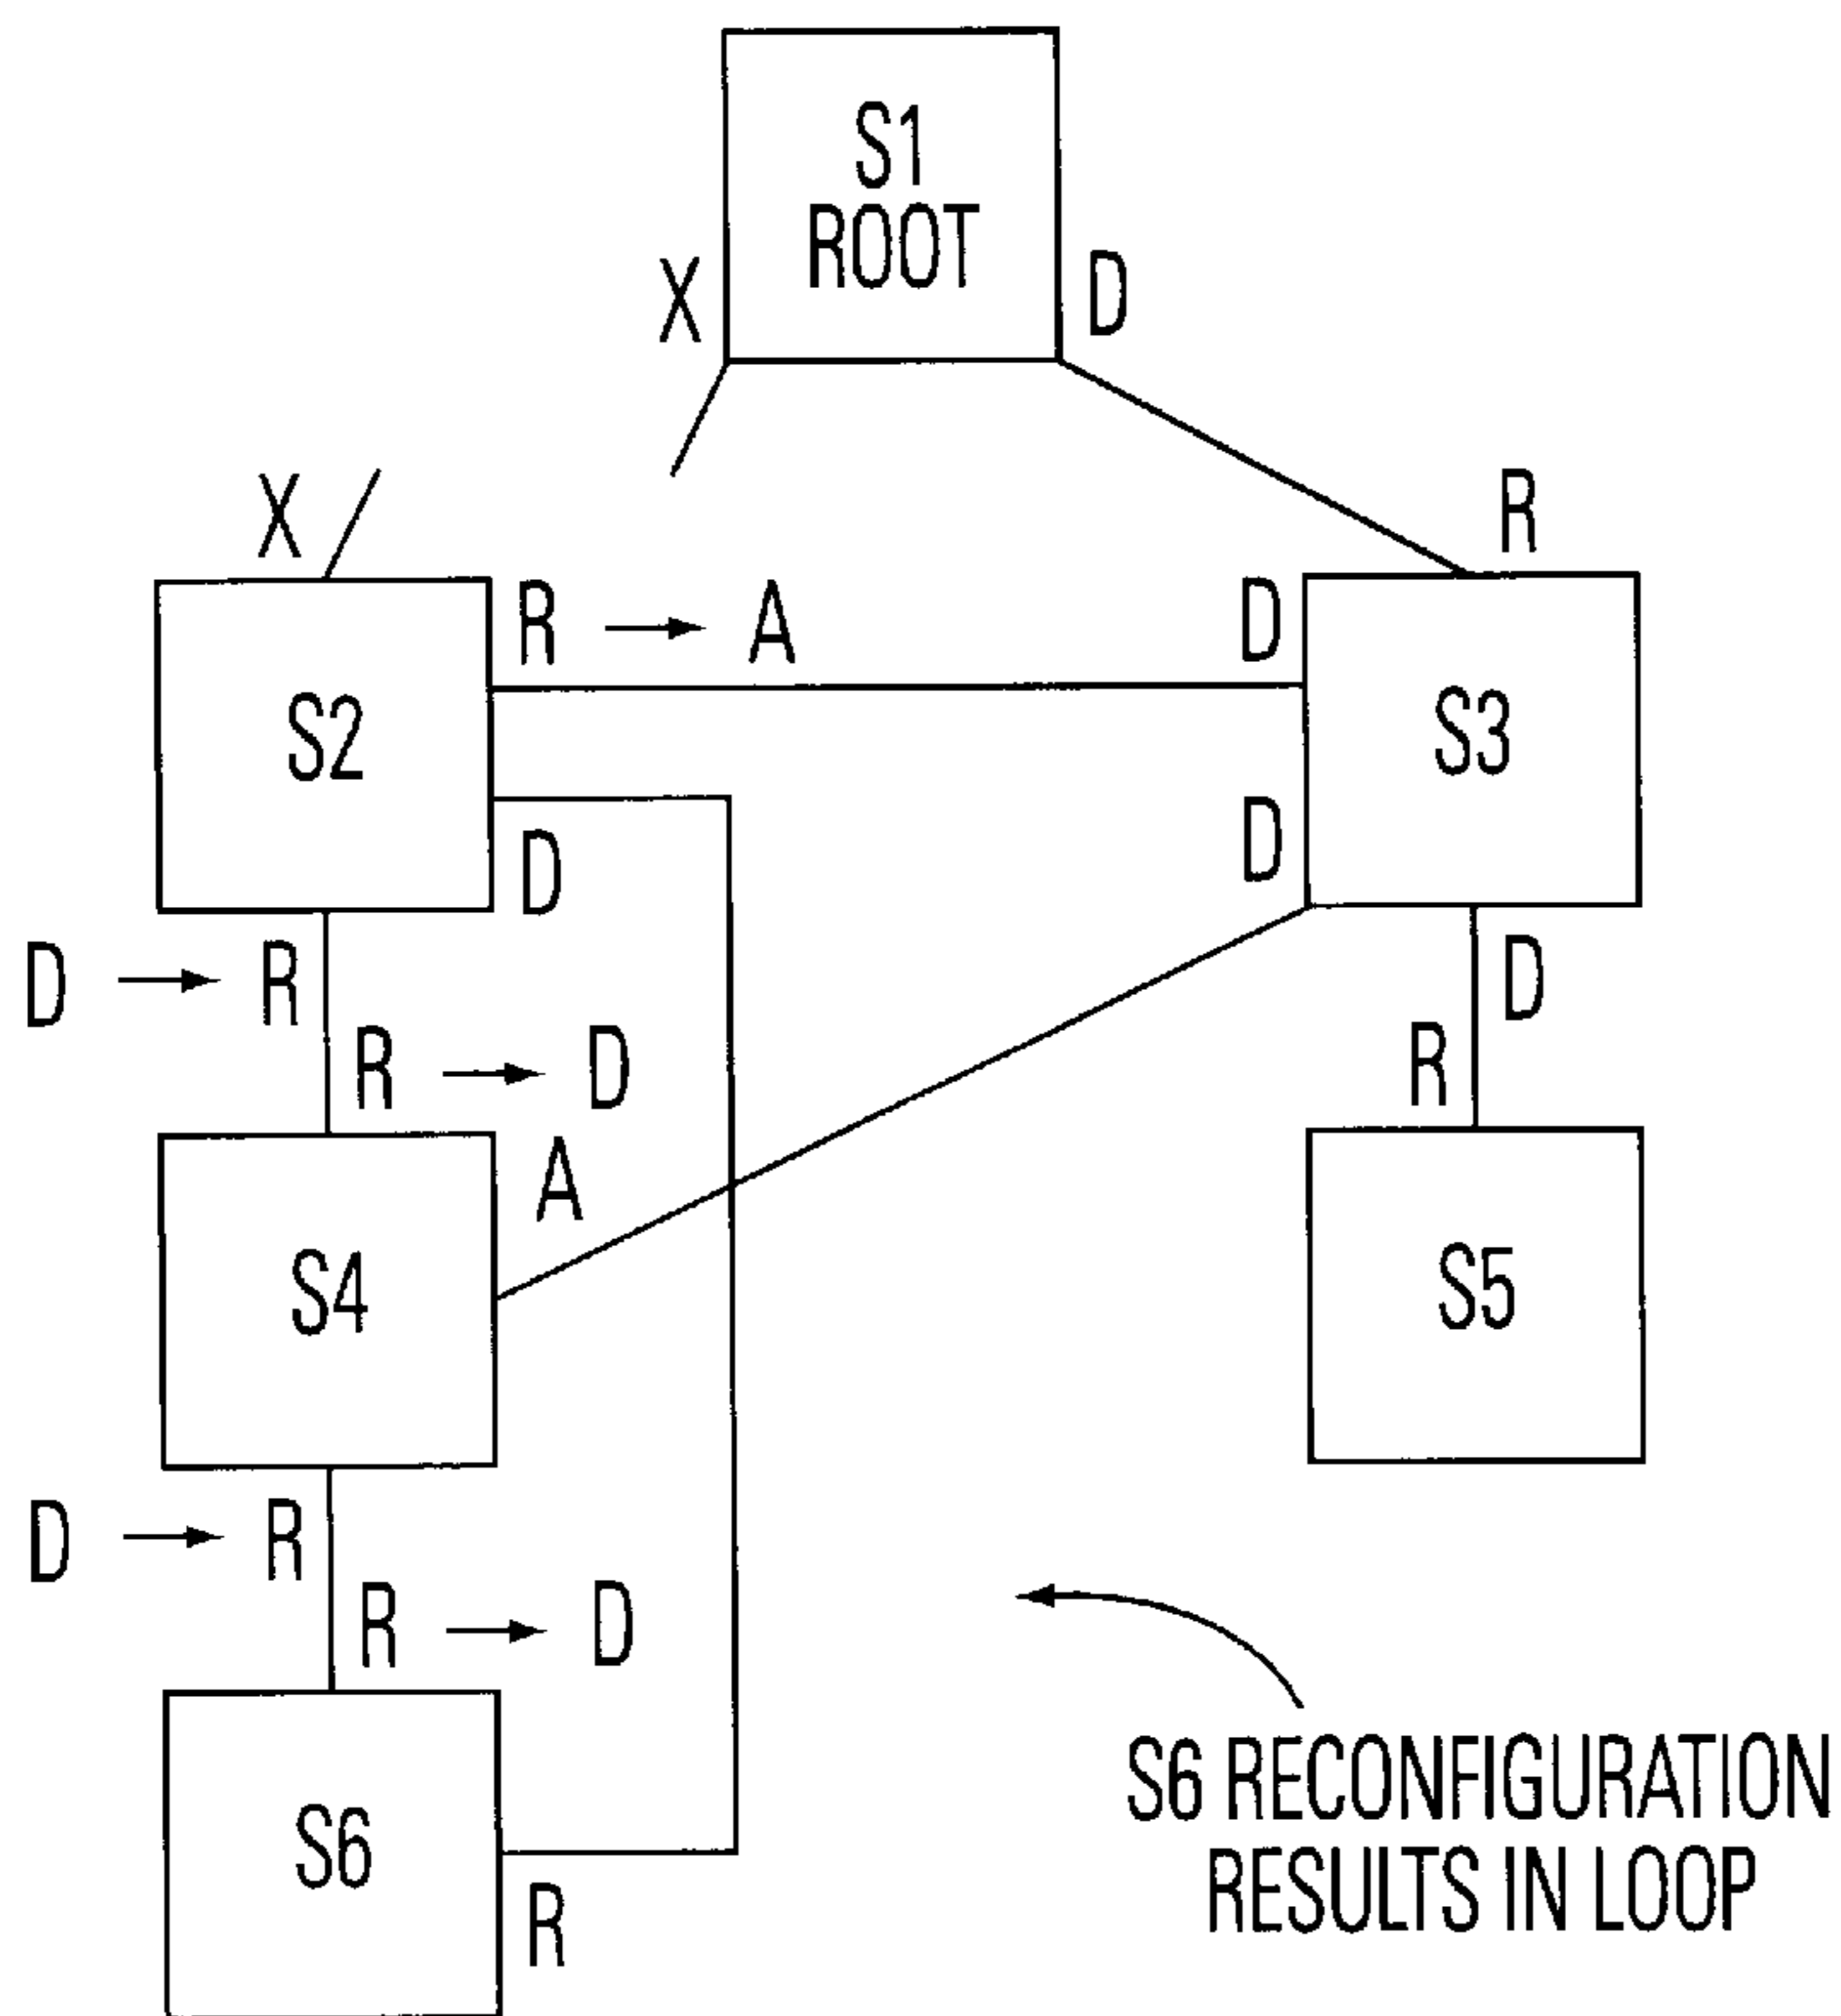 S1
ROOT
X
D
X
R
R → A
D
S2
S3
D
D
D → R
D
R → D
R
A
S4
S5
D → R
R → D
S6 RECONFIGURATION
RESULTS IN LOOP
S6
R